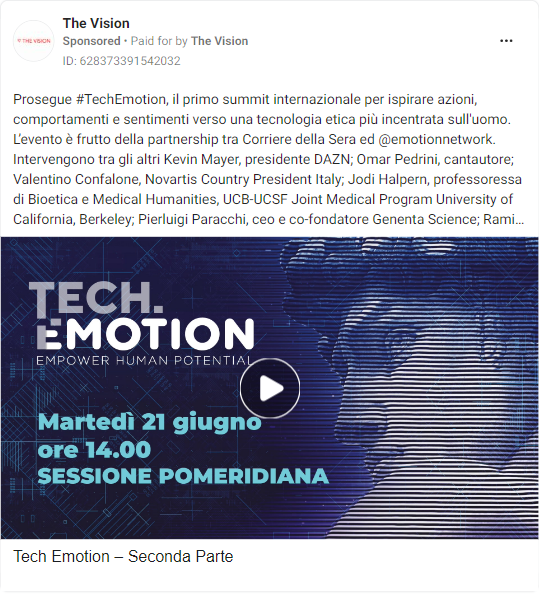 The Vision
Sponsored • Paid for by The Vision
ID: 628373391542032
THE VISION
Prosegue #TechEmotion, il primo summit internazionale per ispirare azioni,
comportamenti e sentimenti verso una tecnologia etica più incentrata sull'uomo.
L'evento è frutto della partnership tra Corriere della Sera ed @emotionnetwork.
Intervengono tra gli altri Kevin Mayer, presidente DAZN; Omar Pedrini, cantautore;
Valentino Confalone, Novartis Country President Italy; Jodi Halpern, professoressa
di Bioetica e Medical Humanities, UCB-UCSF Joint Medical Program University of
California, Berkeley; Pierluigi Paracchi, ceo e co-fondatore Genenta Science; Rami...
TECH.
EMOTION
EMPOWER HUMAN POTENTIAL
Martedì 21 giugno
ore 14.00
SESSIONE POMERIDIANA
Tech Emotion – Seconda Parte